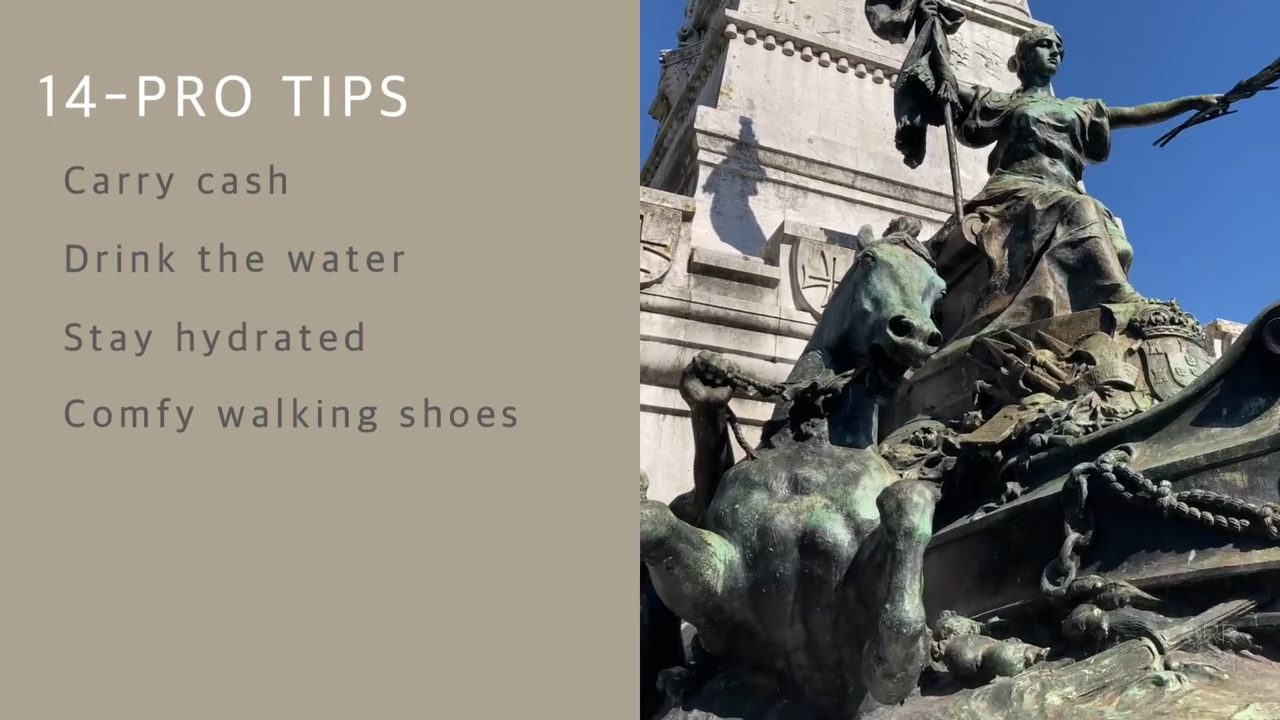 14-PRO TIPS
Carry cash
Drink the water
Stay hydrated
Comfy walking shoes